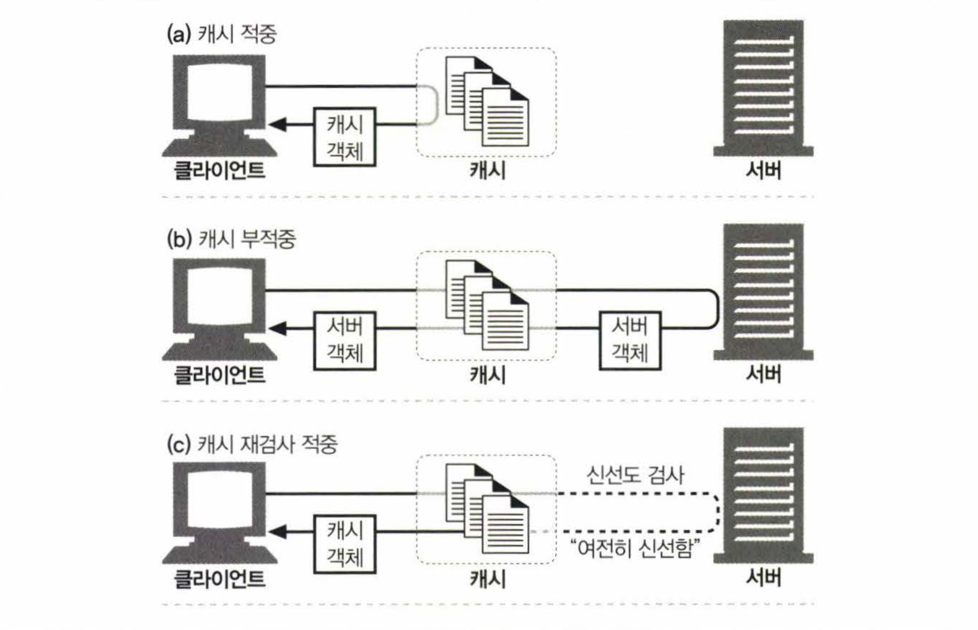 (a) 캐시 적중
캐시
객체
클라이언트
캐시
서버
(b) 캐시 부적중
서버
객체
서버
객체
클라이언트
캐시
서버
(c) 캐시 재검사 적중
신선도 검사
캐시
객체
“여전히 신선함”
클라이언트
캐시
서버